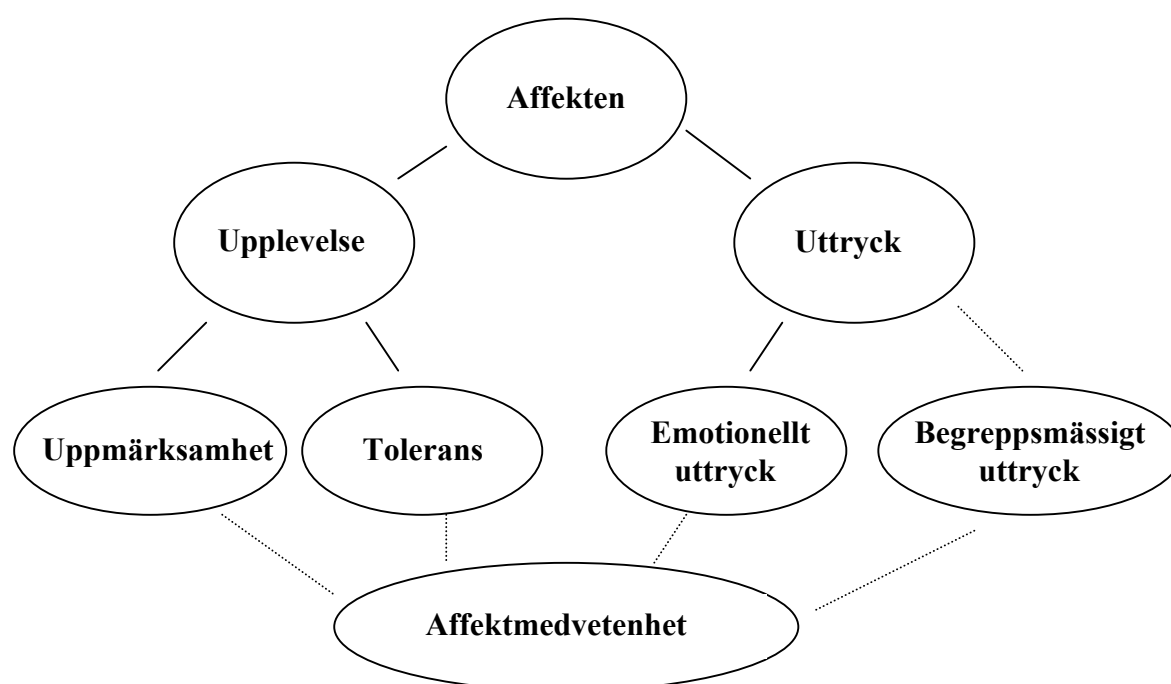 Affekten
Upplevelse
Uttryck
Uppmärksamhet
Tolerans
Emotionellt
uttryck
Begreppsmässigt
uttryck
Affektmedvetenhet